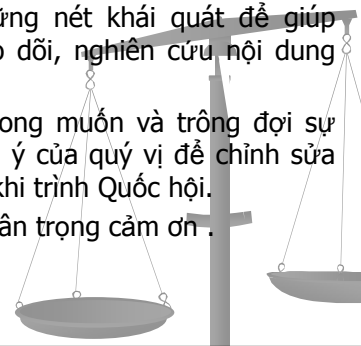 ững nét khái quát để giúp
o dõi, nghiên cứu nội dung
ong muốn và trông đợi sự
ý của quý vị để chỉnh sửa
khi trình Quốc hội.
ân trọng cảm ơn .